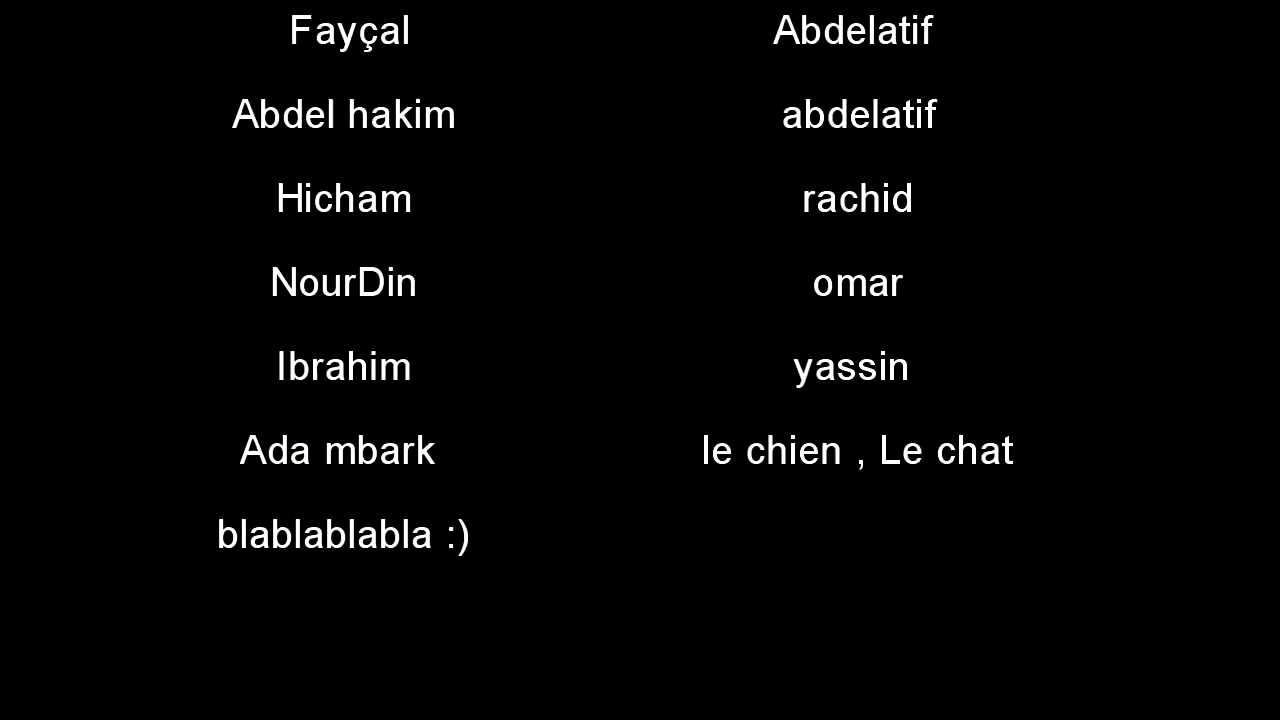 Fayçal Abdelatif
Abdel hakim abdelatif
Hicham rachid
NourDin omar
Ibrahim yassin
Ada mbark le chien , Le chat
blablablabla :)